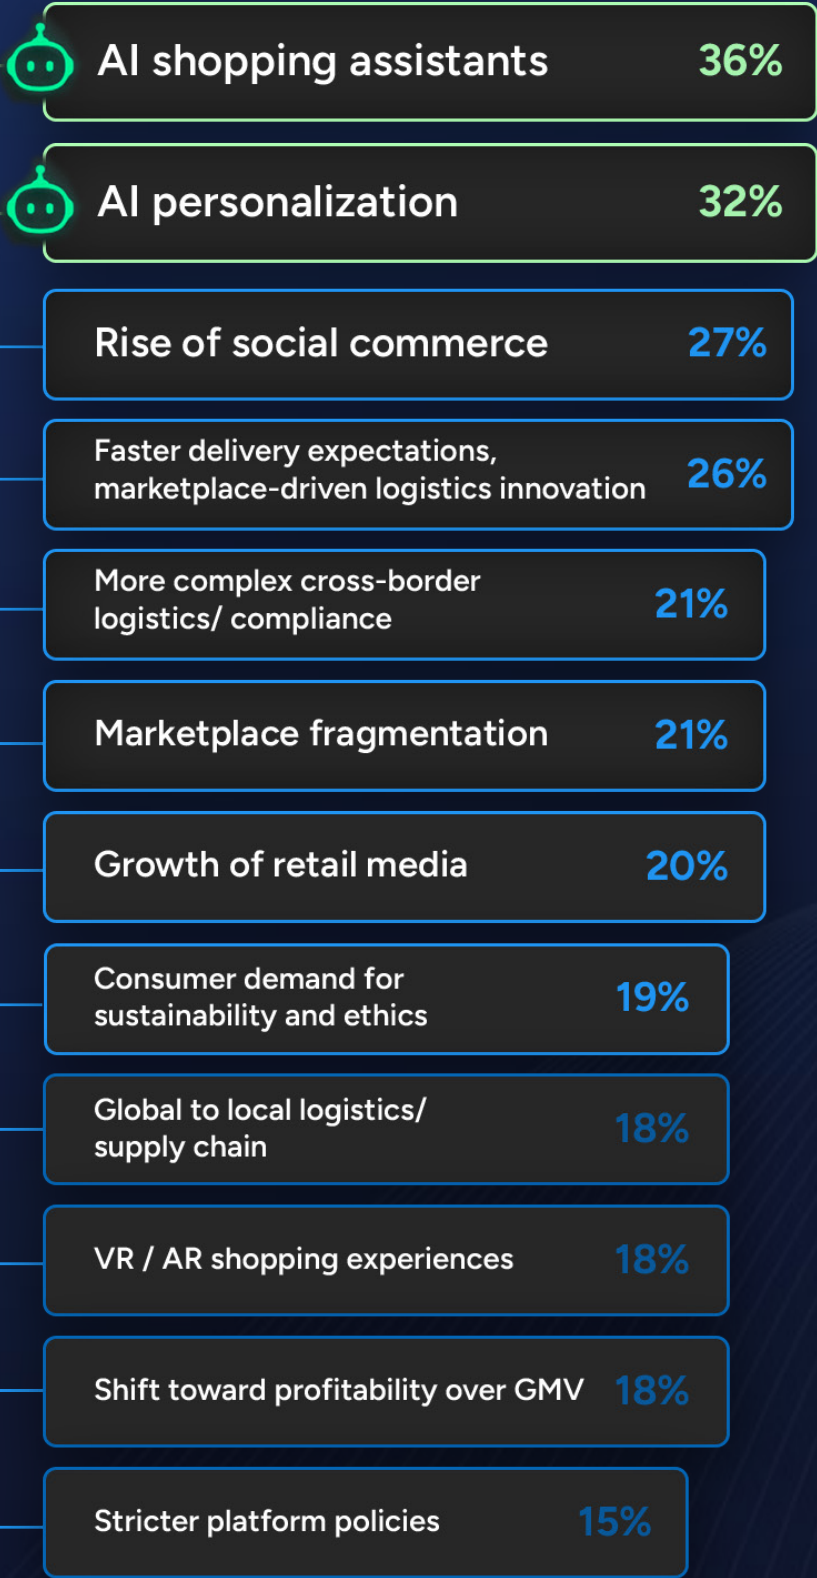 AI shopping assistants 36%
AI personalization 32%
Rise of social commerce 27%
Faster delivery expectations,
marketplace-driven logistics innovation 26%
More complex cross-border
logistics/ compliance 21%
Marketplace fragmentation 21%
Growth of retail media 20%
Consumer demand for
sustainability and ethics 19%
Global to local logistics/
supply chain 18%
VR / AR shopping experiences 18%
Shift toward profitability over GMV 18%
Stricter platform policies 15%